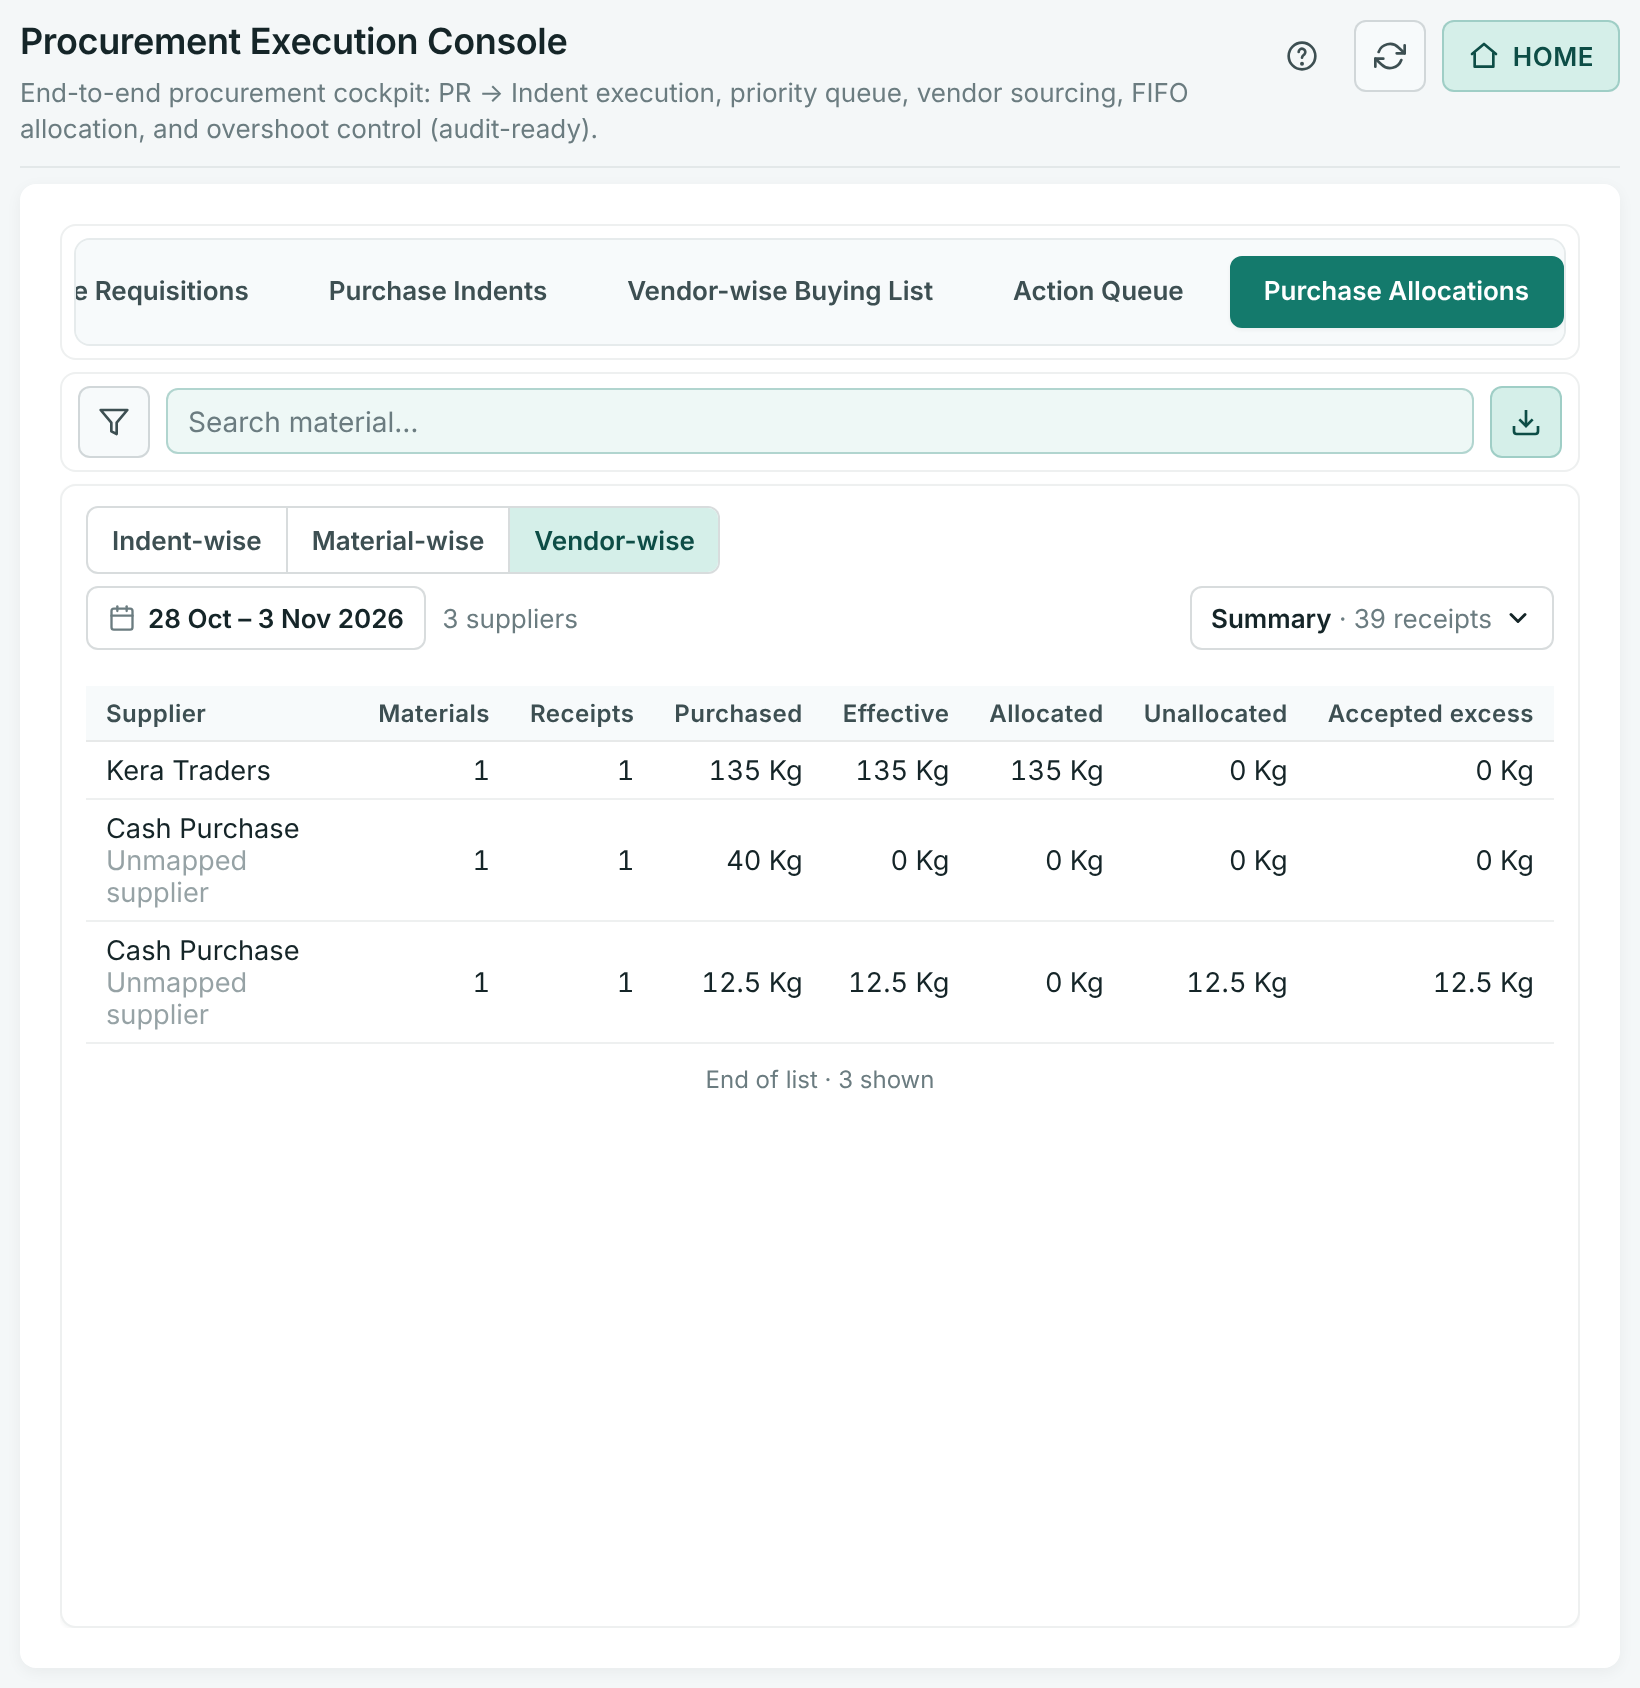 Procurement Execution Console
End-to-end procurement cockpit: PR → Indent execution, priority queue, vendor sourcing, FIFO
allocation, and overshoot control (audit-ready).
HOME
e Requisitions Purchase Indents Vendor-wise Buying List Action Queue Purchase Allocations
Search material...
Indent-wise Material-wise Vendor-wise
28 Oct – 3 Nov 2026 3 suppliers Summary · 39 receipts
Supplier Materials Receipts Purchased Effective Allocated Unallocated Accepted excess
Kera Traders 1 1 135 Kg 135 Kg 135 Kg 0 Kg 0 Kg
Cash Purchase
Unmapped
supplier
1 1 40 Kg 0 Kg 0 Kg 0 Kg 0 Kg
Cash Purchase
Unmapped
supplier
1 1 12.5 Kg 12.5 Kg 0 Kg 12.5 Kg 12.5 Kg
End of list · 3 shown